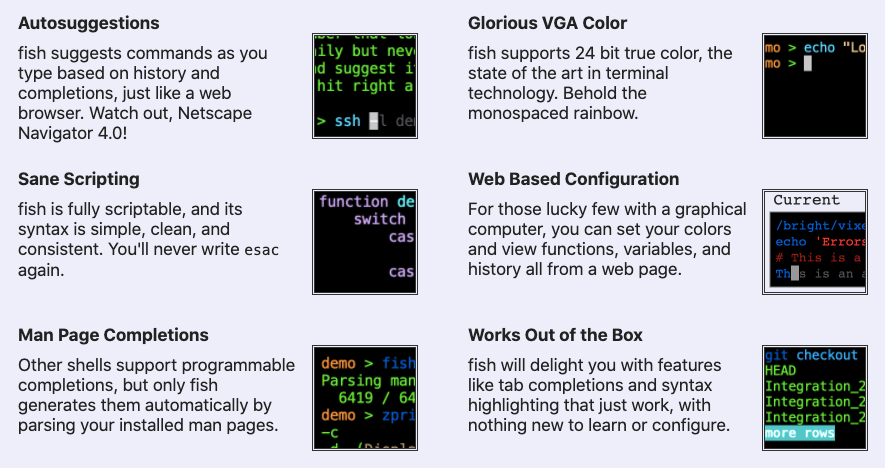 Autosuggestions
fish suggests commands as you
type based on history and
completions, just like a web
browser. Watch out, Netscape
Navigator 4.0!
ily but neve
d suggest it
hit right a
> ssh -l de
Glorious VGA Color
fish supports 24 bit true color, the
state of the art in terminal
technology. Behold the
monospaced rainbow.
mo > echo "Lo
mo >
Sane Scripting
fish is fully scriptable, and its
syntax is simple, clean, and
consistent. You'll never write esac
again.
function de
switch
cas
cas
Web Based Configuration
For those lucky few with a graphical
computer, you can set your colors
and view functions, variables, and
history all from a web page.
Current
/bright/vixe
echo 'Errors
# This is a
This is an a
Man Page Completions
Other shells support programmable
completions, but only fish
generates them automatically by
parsing your installed man pages.
demo > fish
Parsing man
6419 / 64
demo > zpri
-c
-d (Displa
Works Out of the Box
fish will delight you with features
like tab completions and syntax
highlighting that just work, with
nothing new to learn or configure.
git checkout
HEAD
Integration_2
Integration_2
Integration_2
more rows